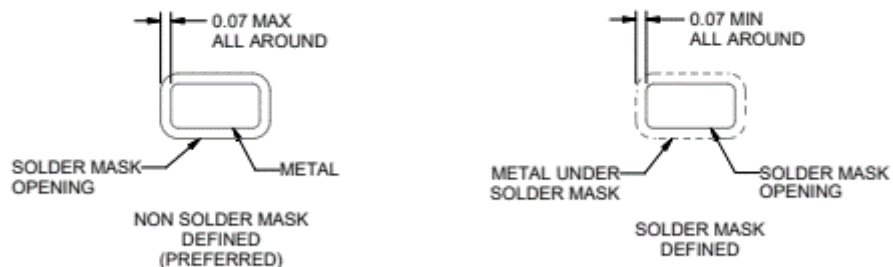 0.07 MAX
ALL AROUND
SOLDER MASK
OPENING
METAL
NON SOLDER MASK
DEFINED
(PREFERRED)
0.07 MIN
ALL AROUND
METAL UNDER
SOLDER MASK
SOLDER MASK
OPENING
SOLDER MASK
DEFINED